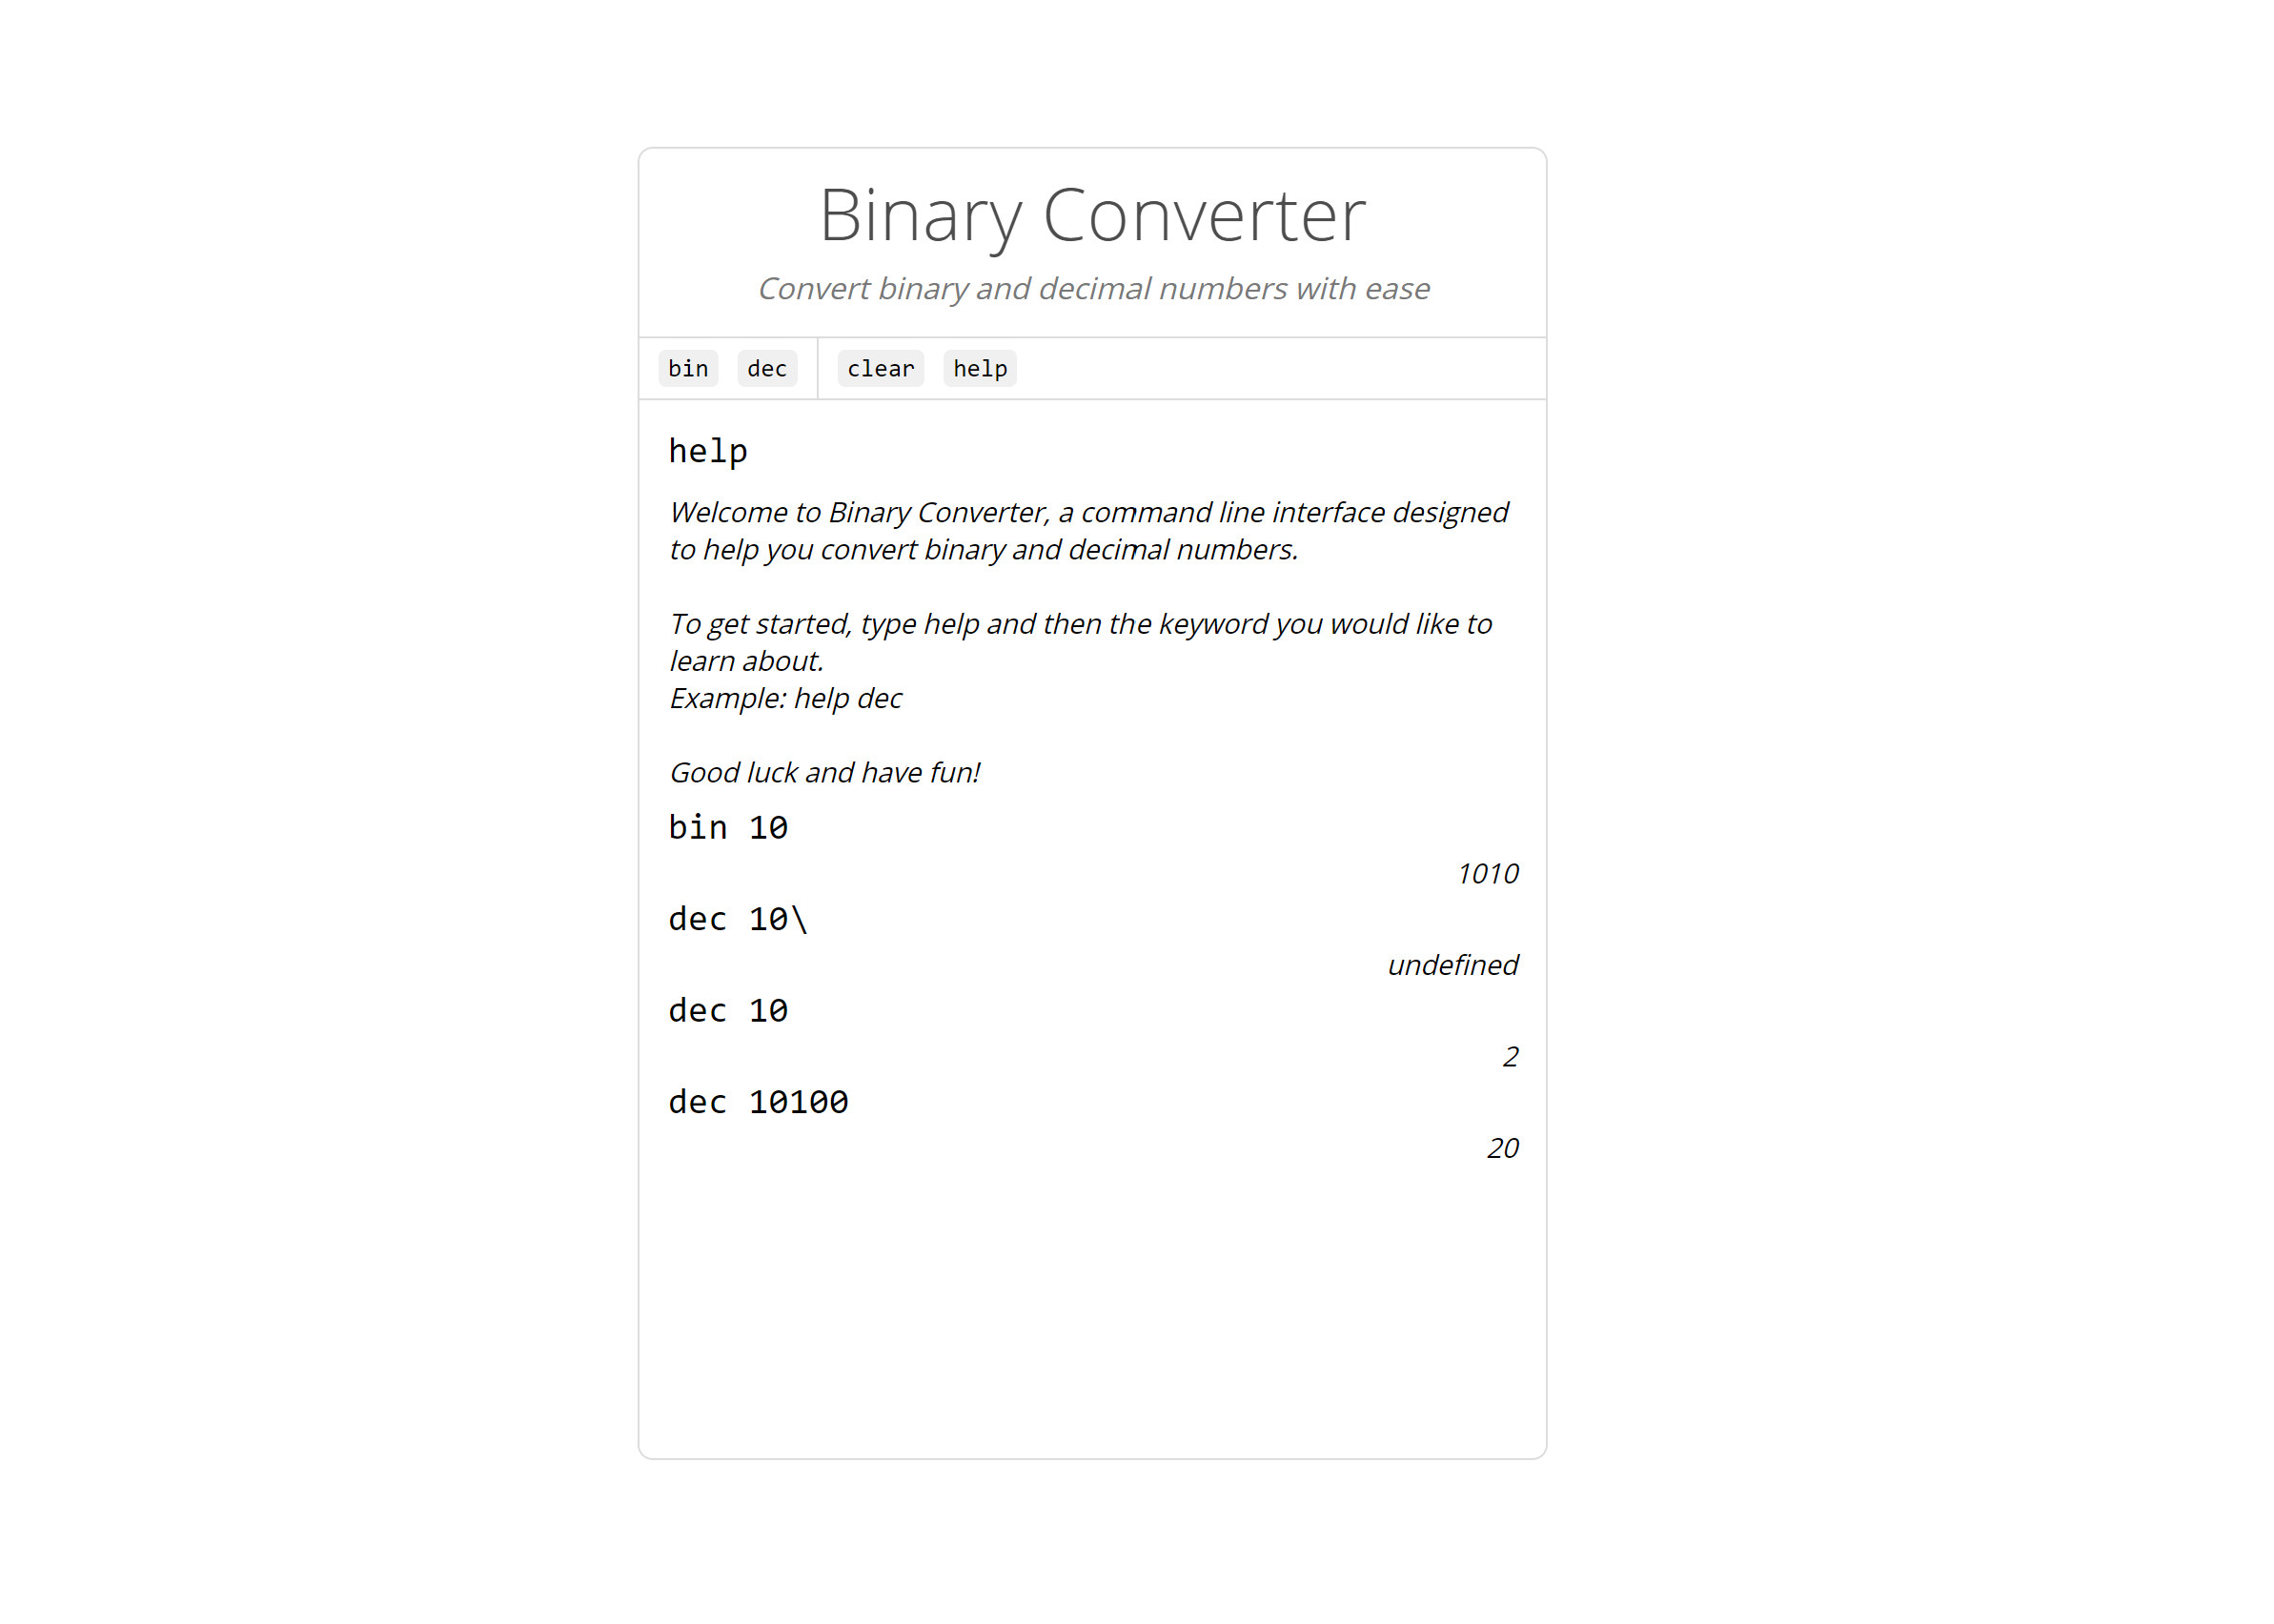 Binary Converter
Convert binary and decimal numbers with ease
bin dec clear help
help
Welcome to Binary Converter, a command line interface designed
to help you convert binary and decimal numbers.
To get started, type help and then the keyword you would like to
learn about.
Example: help dec
Good luck and have fun!
bin 10
1010
dec 10\
undefined
dec 10
2
dec 10100
20